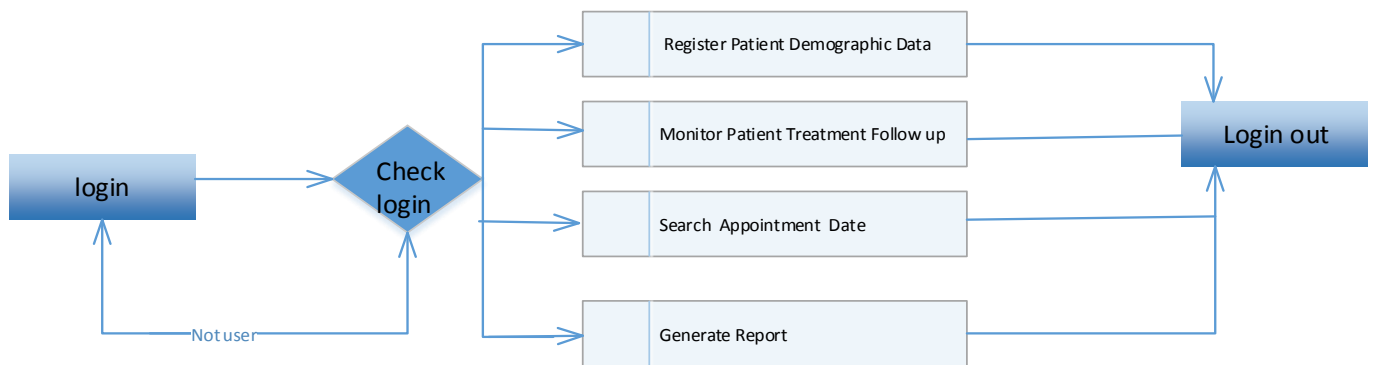 Register Patient Demographic Data
Monitor Patient Treatment Follow up
Login out
login
Check
login
Search Appointment Date
Not user
Generate Report